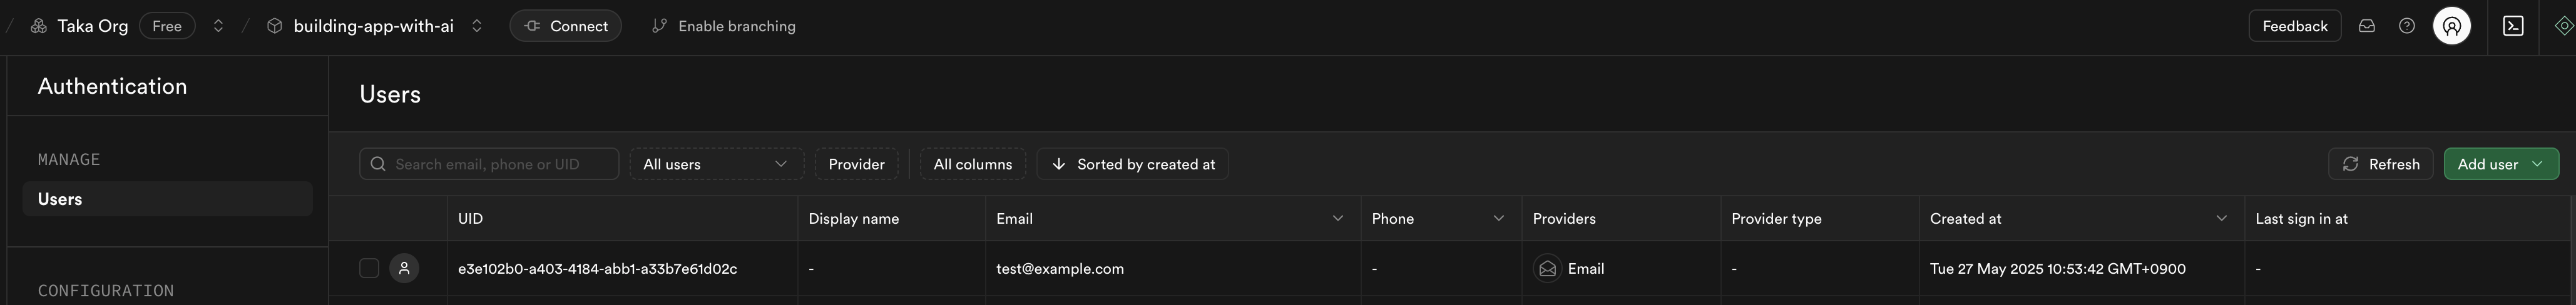 / Taka Org Free / building-app-with-ai Connect Enable branching Feedback
Authentication
Users
MANAGE
Users
CONFIGURATION
Search email, phone or UID All users Provider All columns Sorted by created at Refresh Add user
UID Display name Email Phone Providers Provider type Created at Last sign in at
e3e102b0-a403-4184-abb1-a33b7e61d02c - test@example.com - Email - Tue 27 May 2025 10:53:42 GMT+0900 -